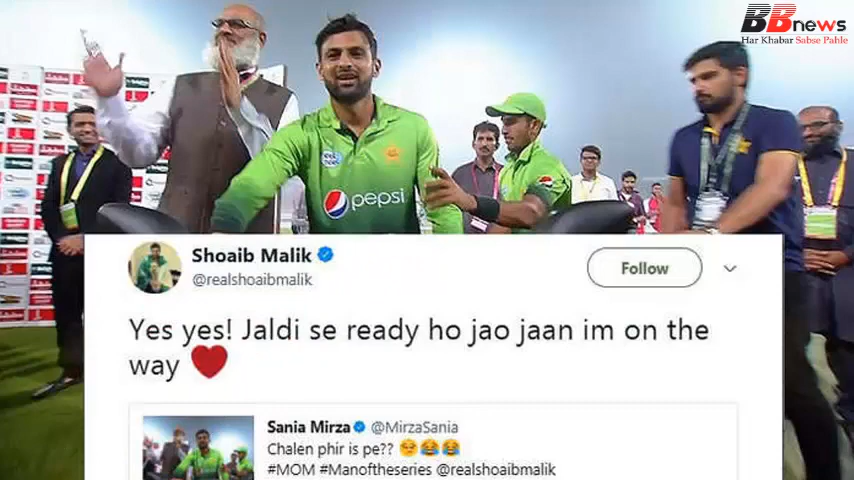 BBnews
Har Khabar Sabse Pahle
pepsi
Shoaib Malik
@realshoaibmalik
Follow
Yes yes! Jaldi se ready ho jao jaan im on the
way ❤️
Sania Mirza @MirzaSania
Chalen phir is pe?? 🥺😂😂
#MOM #Manoftheseries @realshoaibmalik